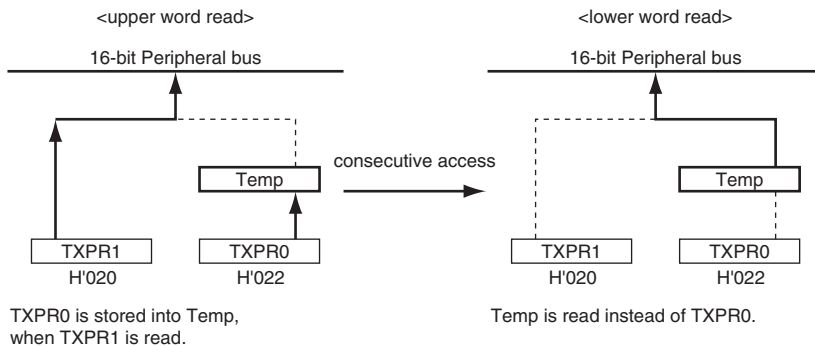 <upper word read>
16-bit Peripheral bus
Temp
TXPR1
TXPR0
H'020
H'022
TXPR0 is stored into Temp,
when TXPR1 is read.
consecutive access
<lower word read>
16-bit Peripheral bus
Temp
TXPR1
TXPR0
H'020
H'022
Temp is read instead of TXPR0.